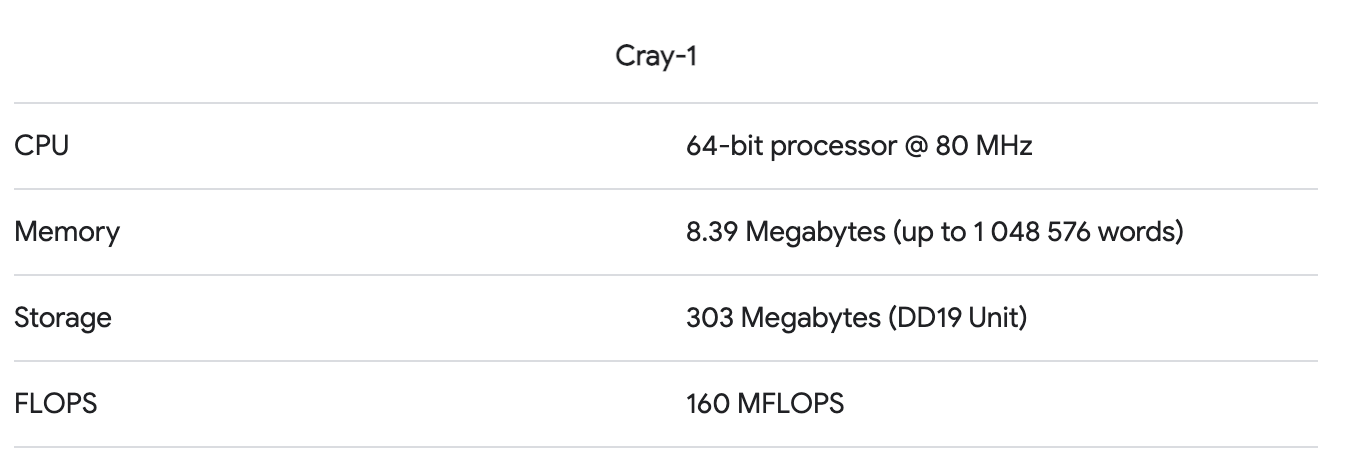 Cray-1
CPU 64-bit processor @ 80 MHz
Memory 8.39 Megabytes (up to 1 048 576 words)
Storage 303 Megabytes (DD19 Unit)
FLOPS 160 MFLOPS